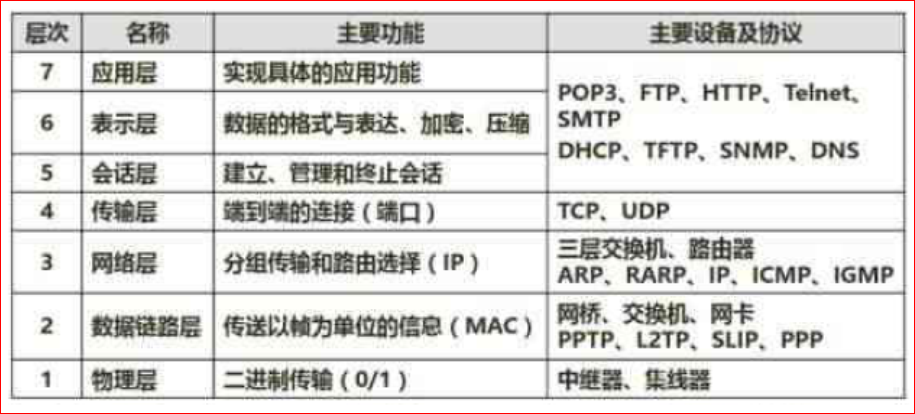 层次 名称 主要功能 主要设备及协议
7 应用层 实现具体的应用功能
POP3、FTP、HTTP、Telnet、
SMTP
DHCP、TFTP、SNMP、DNS
6 表示层 数据的格式与表达、加密、压缩
5 会话层 建立、管理和终止会话
4 传输层 端到端的连接（端口） TCP、UDP
3 网络层 分组传输和路由选择（IP） 三层交换机、路由器
ARP、RARP、IP、ICMP、IGMP
2 数据链路层 传送以帧为单位的信息（MAC） 网桥、交换机、网卡
PPTP、L2TP、SLIP、PPP
1 物理层 二进制传输（0/1） 中继器、集线器